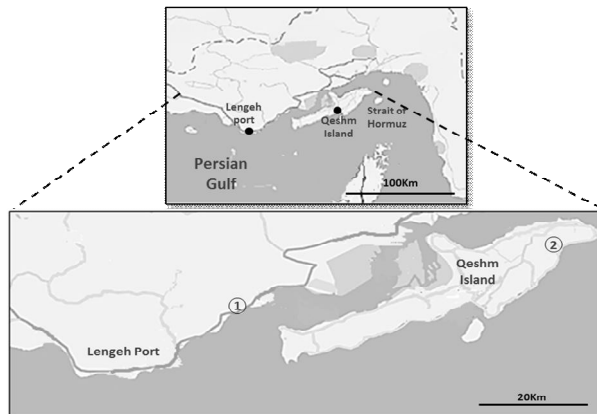 Lengeh
port
Qeshm
Island
Strait of
Hormuz
Persian
Gulf
100Km
2
Qeshm
Island
1
Lengeh Port
20Km